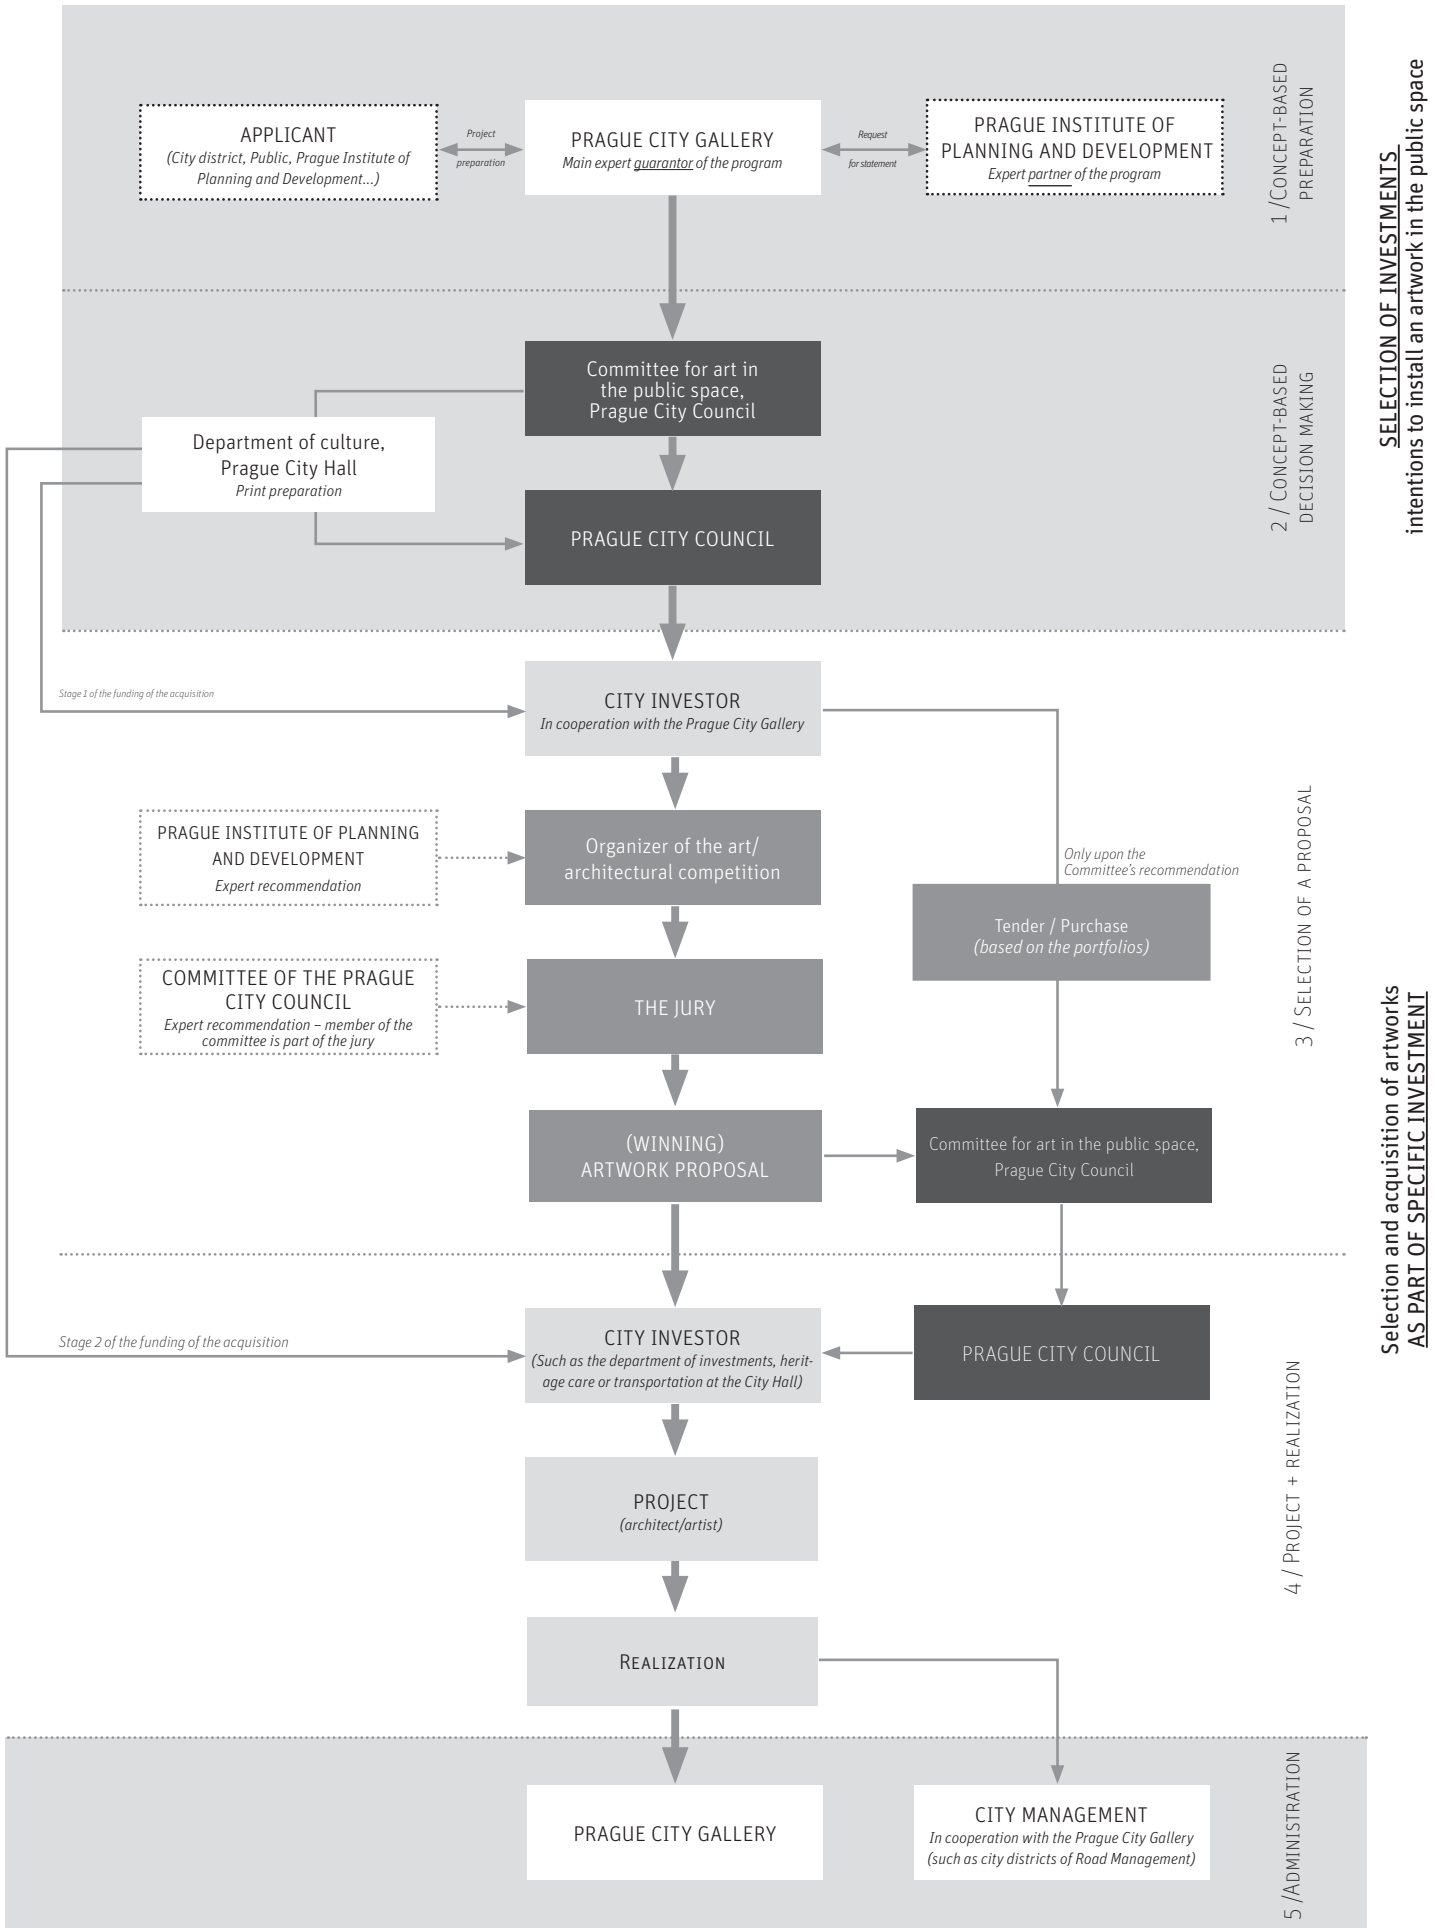 APPLICANT
(City district, Public, Prague Institute of
Planning and Development...)
Project
preparation
PRAGUE CITY GALLERY
Main expert guarantor of the program
Request
for statement
PRAGUE INSTITUTE OF
PLANNING AND DEVELOPMENT
Expert partner of the program
1 /CONCEPT-BASED
PREPARATION
SELECTION OF INVESTMENTS
intentions to install an artwork in the public space
Committee for art in
the public space,
Prague City Council
Department of culture,
Prague City Hall
Print preparation
PRAGUE CITY COUNCIL
2 / CONCEPT-BASED
DECISION MAKING
Stage 1 of the funding of the acquisition
CITY INVESTOR
In cooperation with the Prague City Gallery
PRAGUE INSTITUTE OF PLANNING
AND DEVELOPMENT
Expert recommendation
Organizer of the art/
architectural competition
Only upon the
Committee's recommendation
Tender / Purchase
(based on the portfolios)
COMMITTEE OF THE PRAGUE
CITY COUNCIL
Expert recommendation – member of the
committee is part of the jury
THE JURY
3 / SELECTION OF A PROPOSAL
(WINNING)
ARTWORK PROPOSAL
Committee for art in the public space,
Prague City Council
Selection and acquisition of artworks
AS PART OF SPECIFIC INVESTMENT
Stage 2 of the funding of the acquisition
CITY INVESTOR
(Such as the department of investments, herit-
age care or transportation at the City Hall)
PRAGUE CITY COUNCIL
PROJECT
(architect/artist)
4 / PROJECT + REALIZATION
REALIZATION
PRAGUE CITY GALLERY
CITY MANAGEMENT
In cooperation with the Prague City Gallery
(such as city districts of Road Management)
5 /ADMINISTRATION